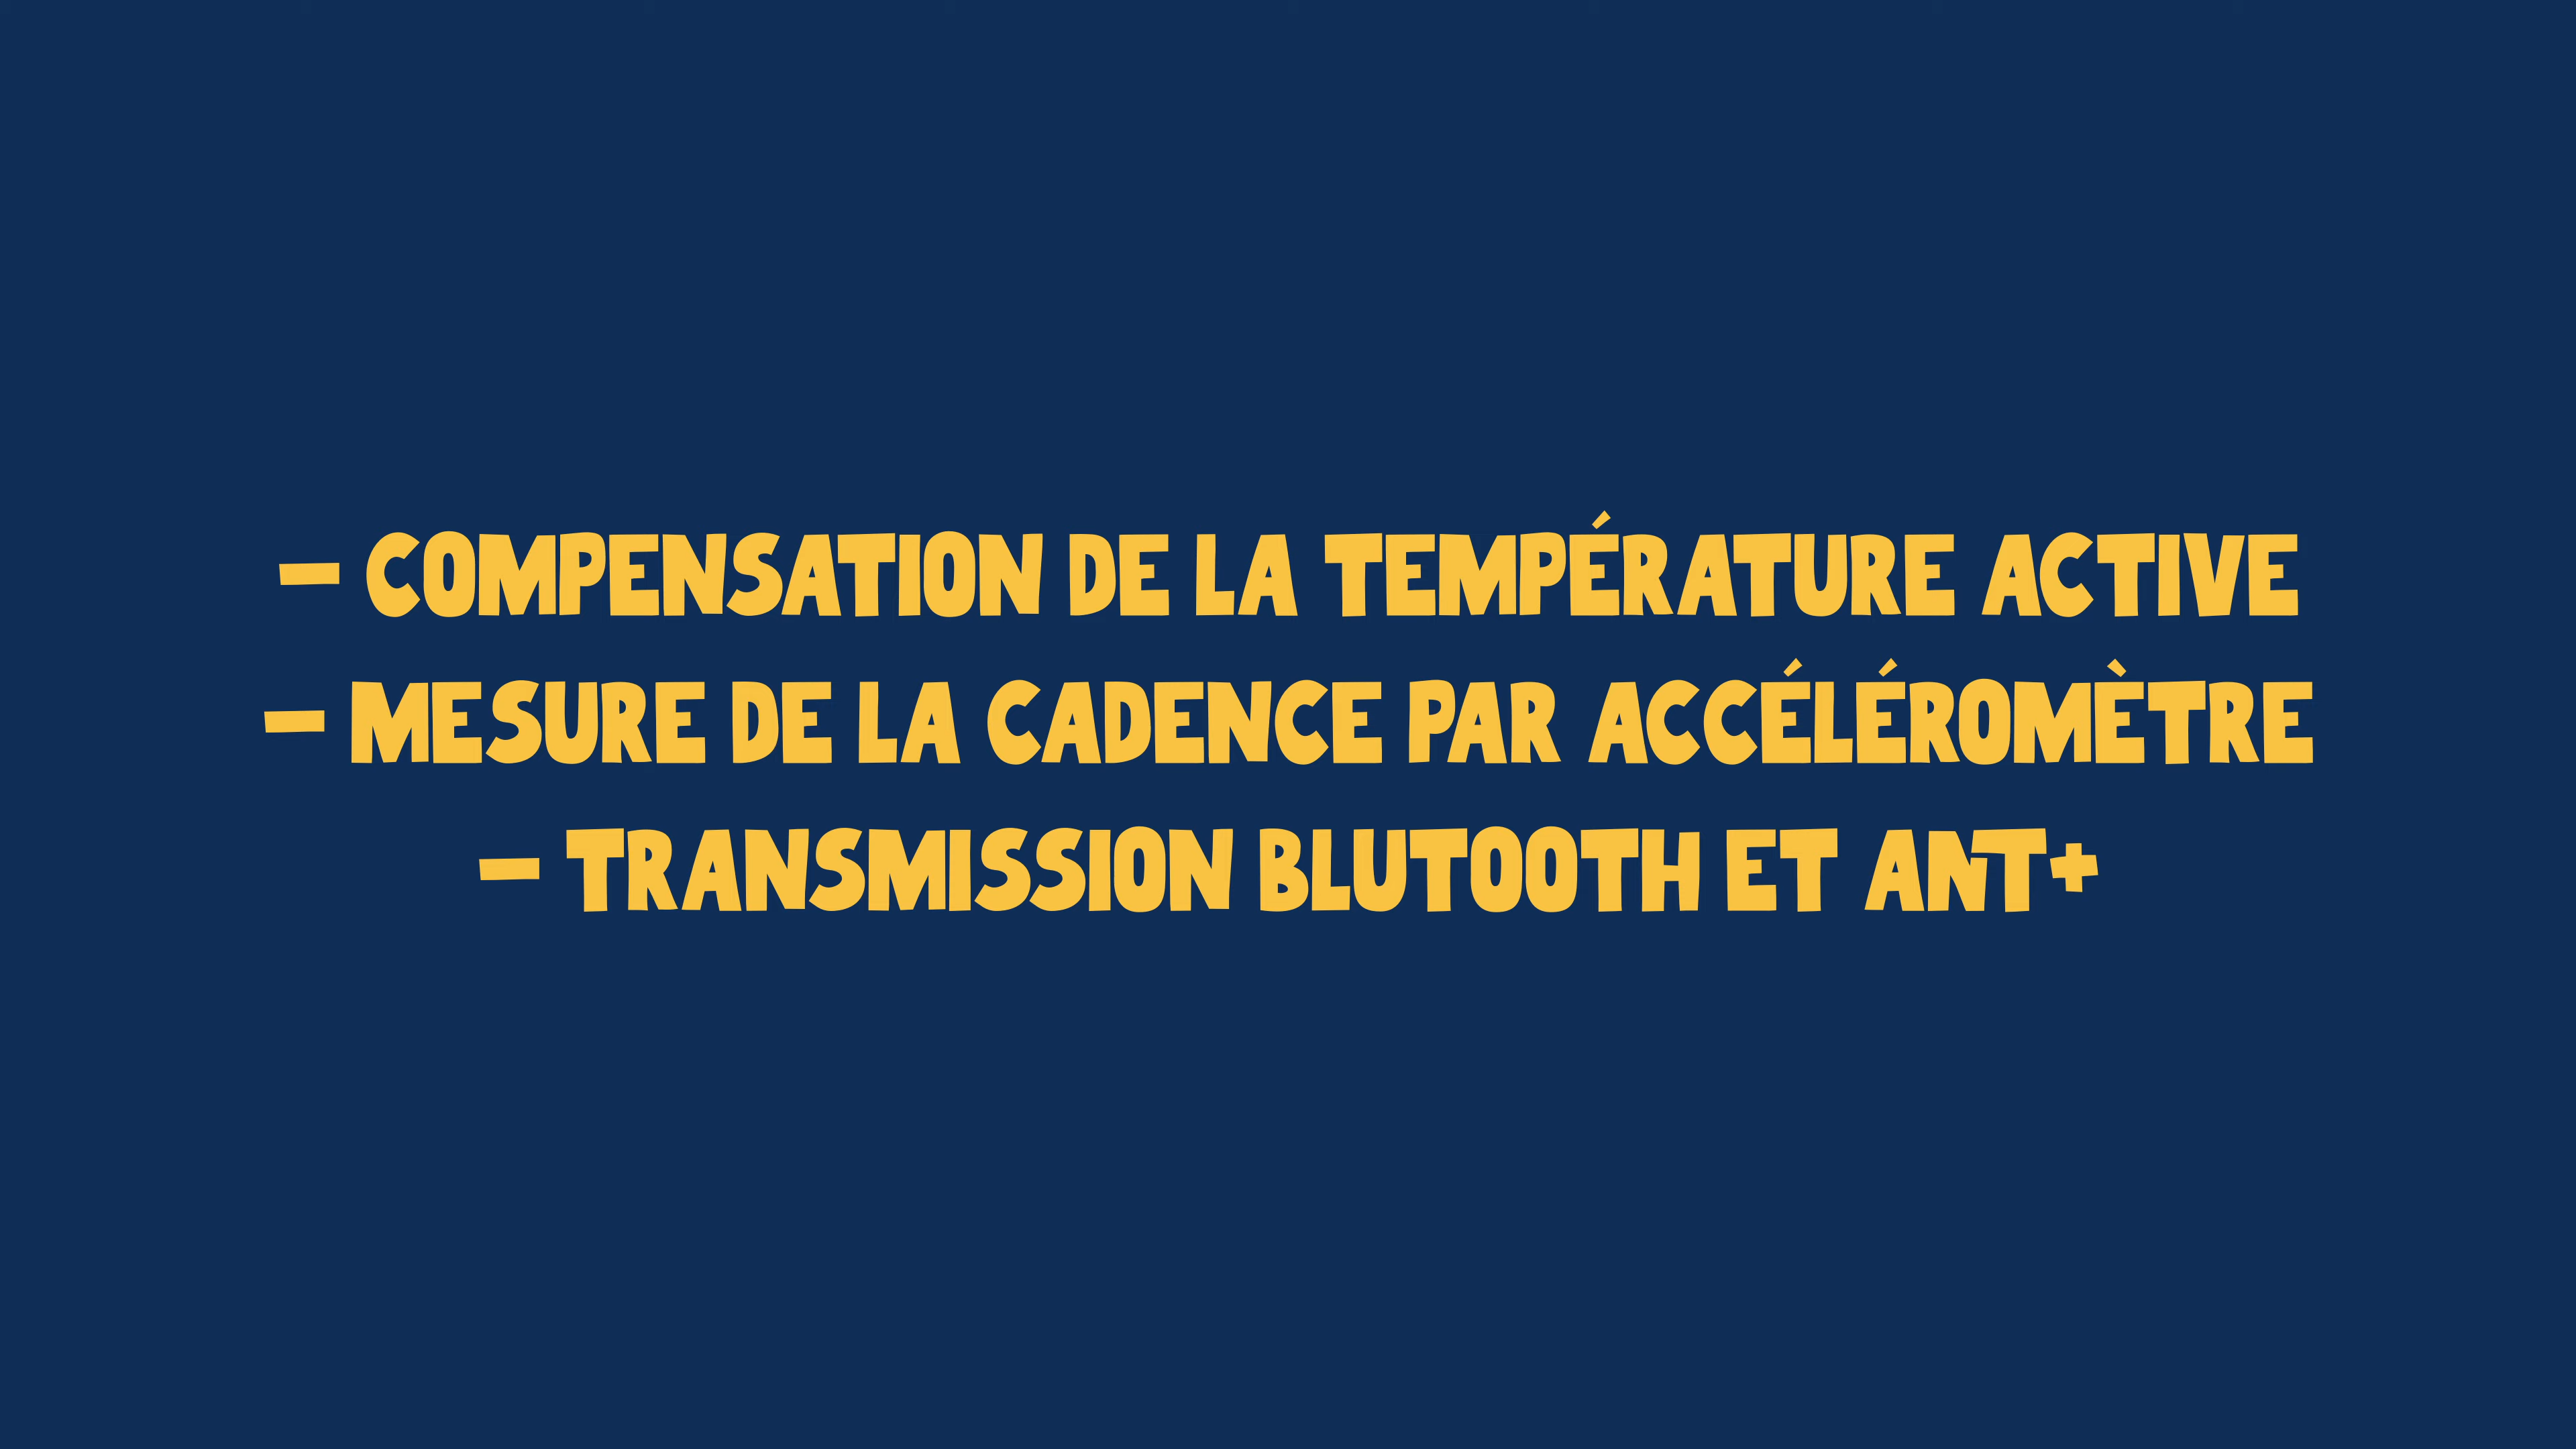 - COMPENSATION DE LA TEMPÉRATURE ACTIVE
- MESURE DE LA CADENCE PAR ACCÉLÉROMÈTRE
- TRANSMISSION BLUTOOTH ET ANT+